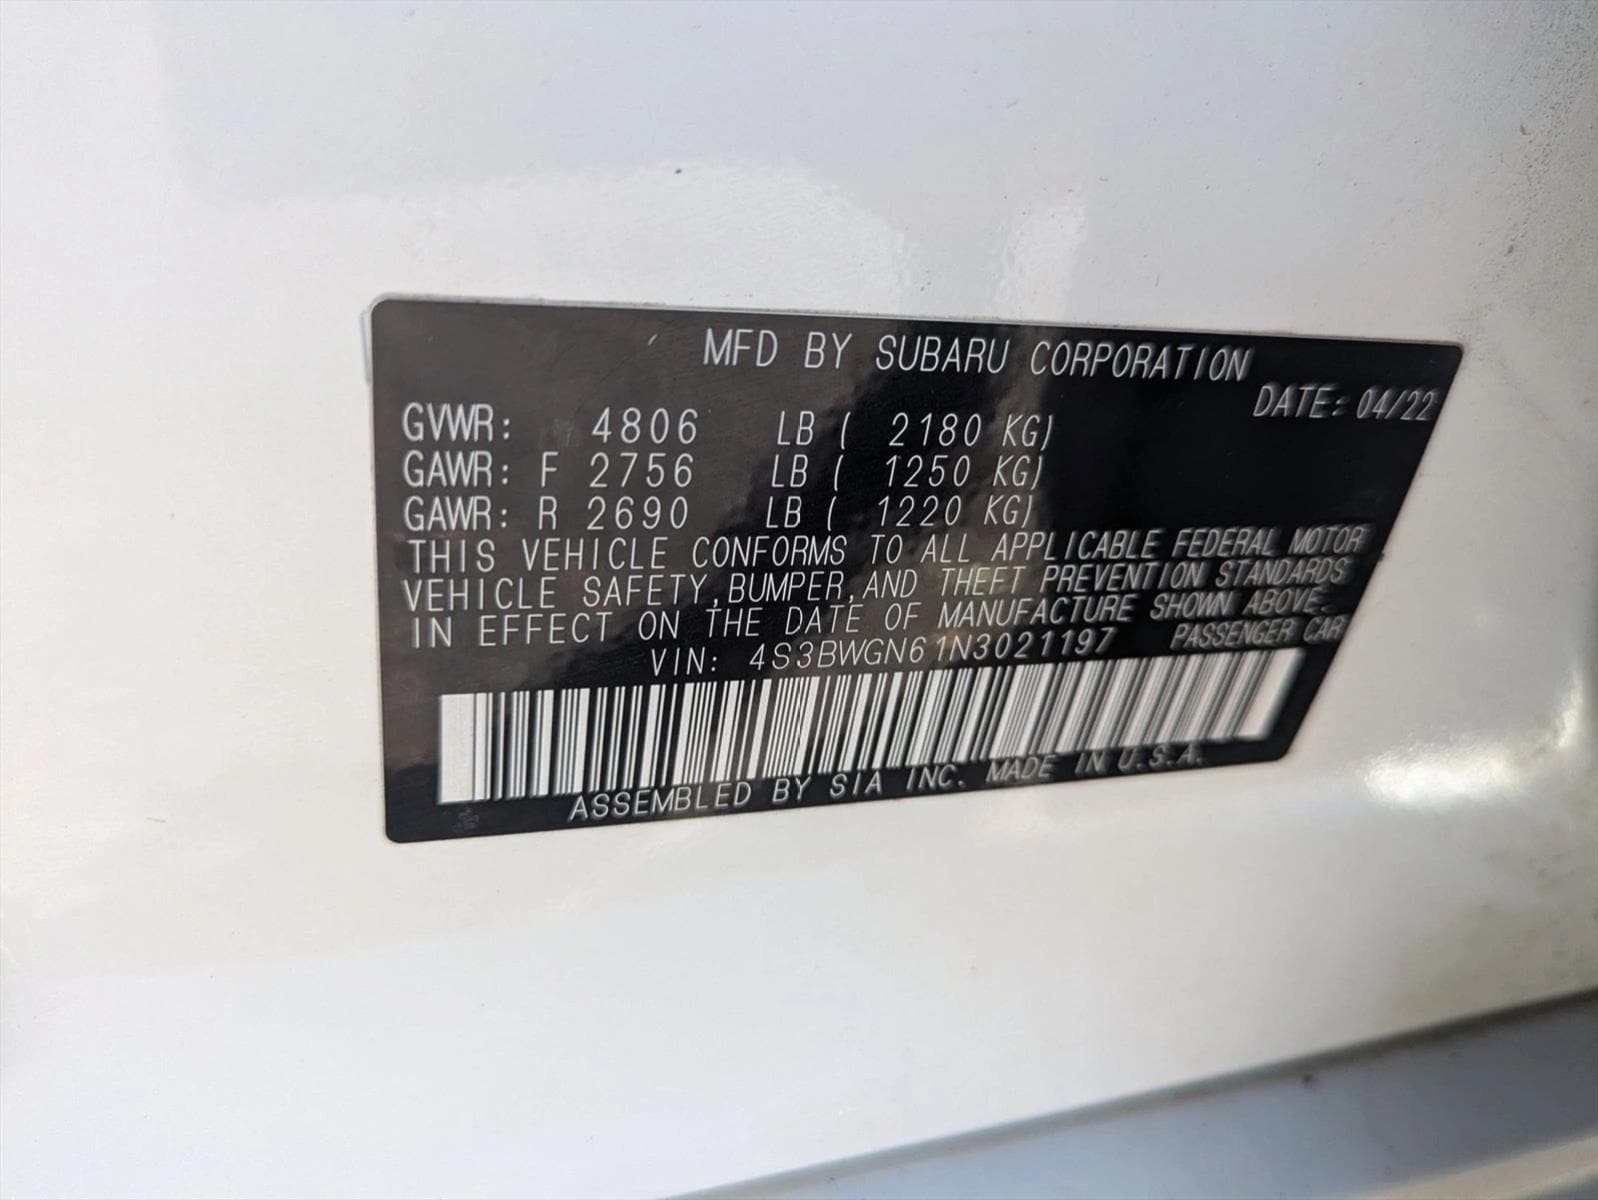 MFD BY SUBARU CORPORATION
DATE: 04/22
GVWR: 4806 LB ( 2180 KG)
GAWR: F 2756 LB ( 1250 KG)
GAWR: R 2690 LB ( 1220 KG)
THIS VEHICLE CONFORMS TO ALL APPLICABLE FEDERAL MOTOR
VEHICLE SAFETY,BUMPER,AND THEFT PREVENTION STANDARDS
IN EFFECT ON THE DATE OF MANUFACTURE SHOWN ABOVE.
VIN: 4S3BWGN61N3021197 PASSENGER CAR
ASSEMBLED BY SIA INC. MADE IN U.S.A.